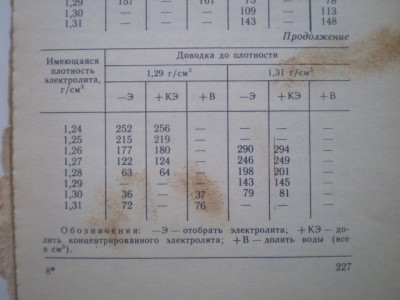 1,29 157 — 161 73 — 78
1,30 — — — 109 — 113
1,31 — — — 143 — 148
Продолжение
Имеющаяся плотность электролита, г/см³ Доводка до плотности
1,29 г/см³ 1,31 г/см³
—Э +КЭ +В —Э +КЭ +В
1,24 252 256 — — — —
1,25 215 219 — — — —
1,26 177 180 — 290 294 —
1,27 122 124 — 246 249 —
1,28 63 64 — 198 201 —
1,29 — — — 143 145 —
1,30 36 — 37 79 81 —
1,31 72 — 76 — — —
Обозначения: —Э — отобрать электролита; +КЭ — до-
лить концентрированного электролита; +В — долить воды (все
в см³).
8* 227